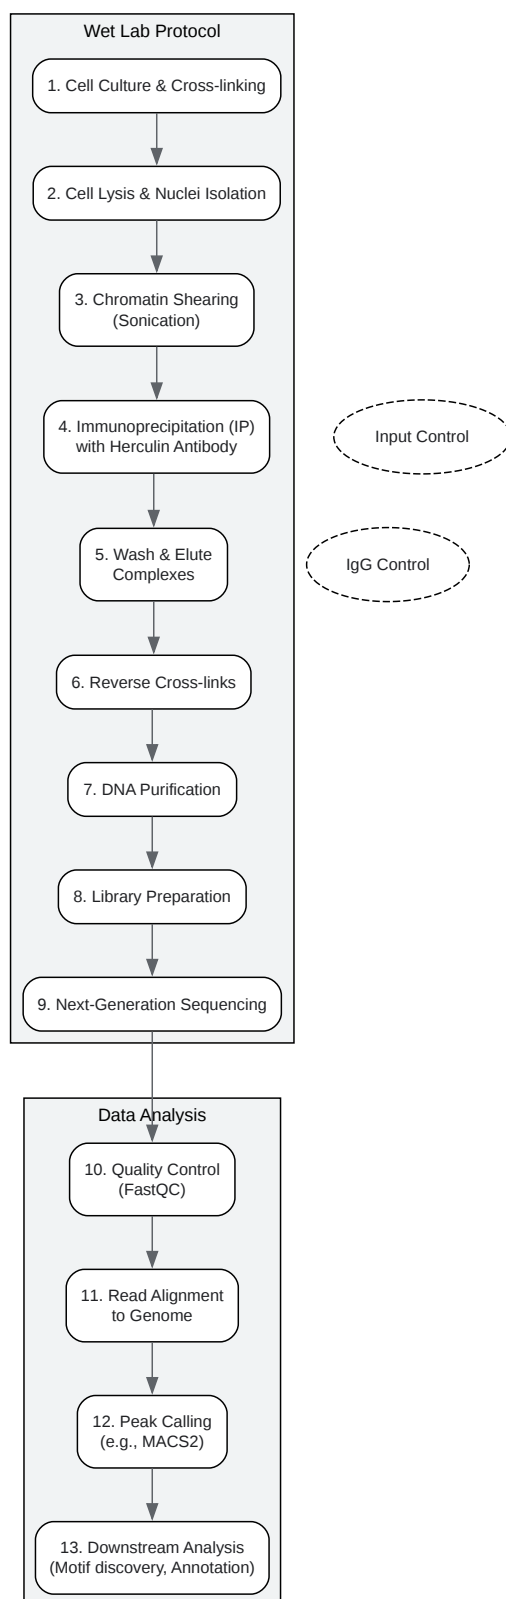 Wet Lab Protocol
1. Cell Culture & Cross-linking
2. Cell Lysis & Nuclei Isolation
3. Chromatin Shearing
(Sonication)
4. Immunoprecipitation (IP)
with Herculin Antibody
Input Control
5. Wash & Elute
Complexes
IgG Control
6. Reverse Cross-links
7. DNA Purification
8. Library Preparation
9. Next-Generation Sequencing
Data Analysis
10. Quality Control
(FastQC)
11. Read Alignment
to Genome
12. Peak Calling
(e.g., MACS2)
13. Downstream Analysis
(Motif discovery, Annotation)